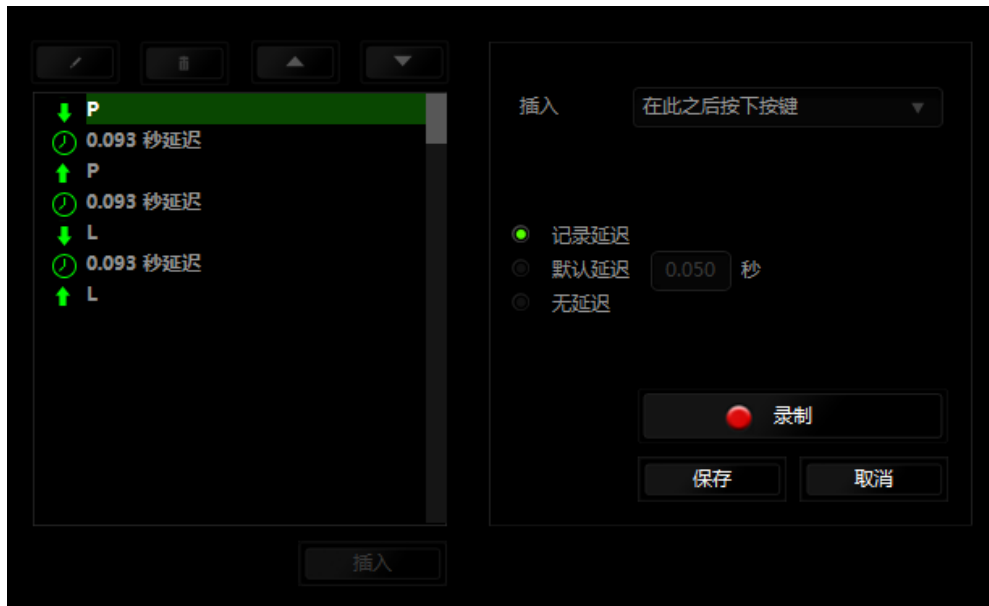 P
0.093 秒延迟
P
0.093 秒延迟
L
0.093 秒延迟
L
插入
插入 在此之后按下按键
记录延迟
默认延迟 0.050 秒
无延迟
录制
保存 取消